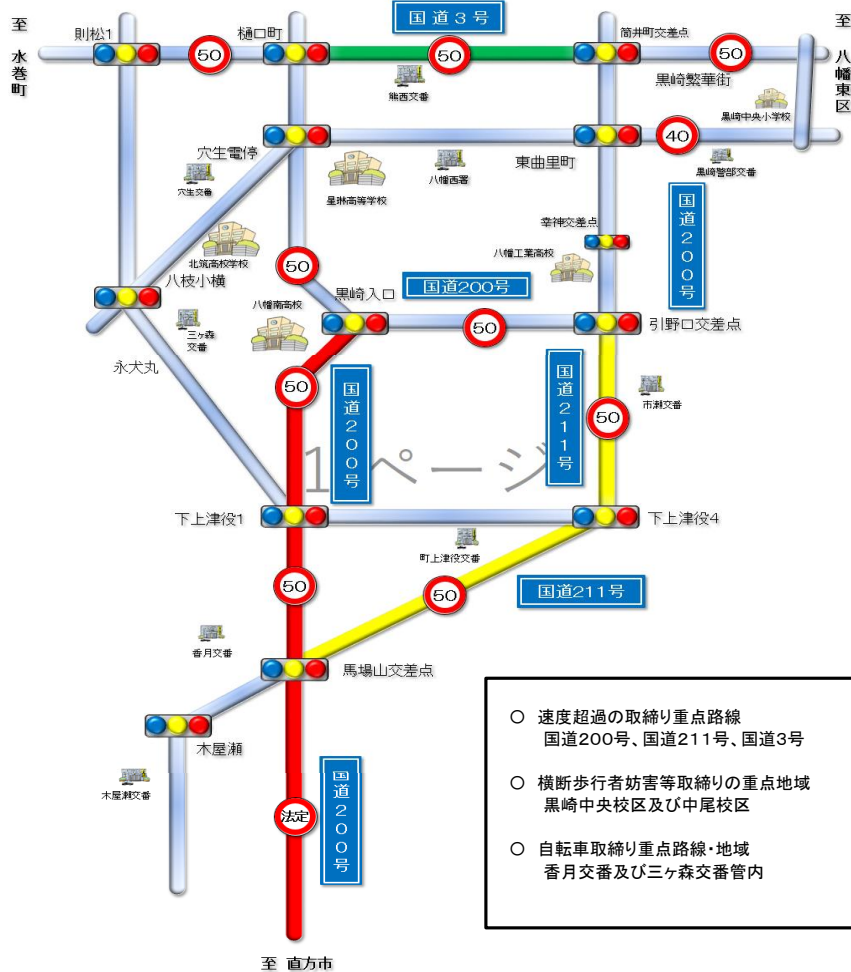 国道3号
至 水巻町
至 八幡東区
則松1
樋口町
筒井町交差点
50
50
50
熊西交番
黒崎繁華街
黒崎中央小学校
穴生電停
東曲里町
40
穴生交番
星琳高等学校
八幡西署
黒崎警部交番
国道200号
幸神交差点
北筑高校学校
八幡工業高校
50
八枝小横
黒崎入口
国道200号
八幡南高校
三ヶ森交番
50
引野口交差点
永犬丸
50
国道200号
国道211号
市瀬交番
50
1 ページ
下上津役1
下上津役4
町上津役交番
50
50
国道211号
香月交番
馬場山交差点
木屋瀬
木屋瀬交番
国道200号
法定
至 直方市
○ 速度超過の取締り重点路線
国道200号、国道211号、国道3号
○ 横断歩行者妨害等取締りの重点地域
黒崎中央校区及び中尾校区
○ 自転車取締り重点路線・地域
香月交番及び三ヶ森交番管内